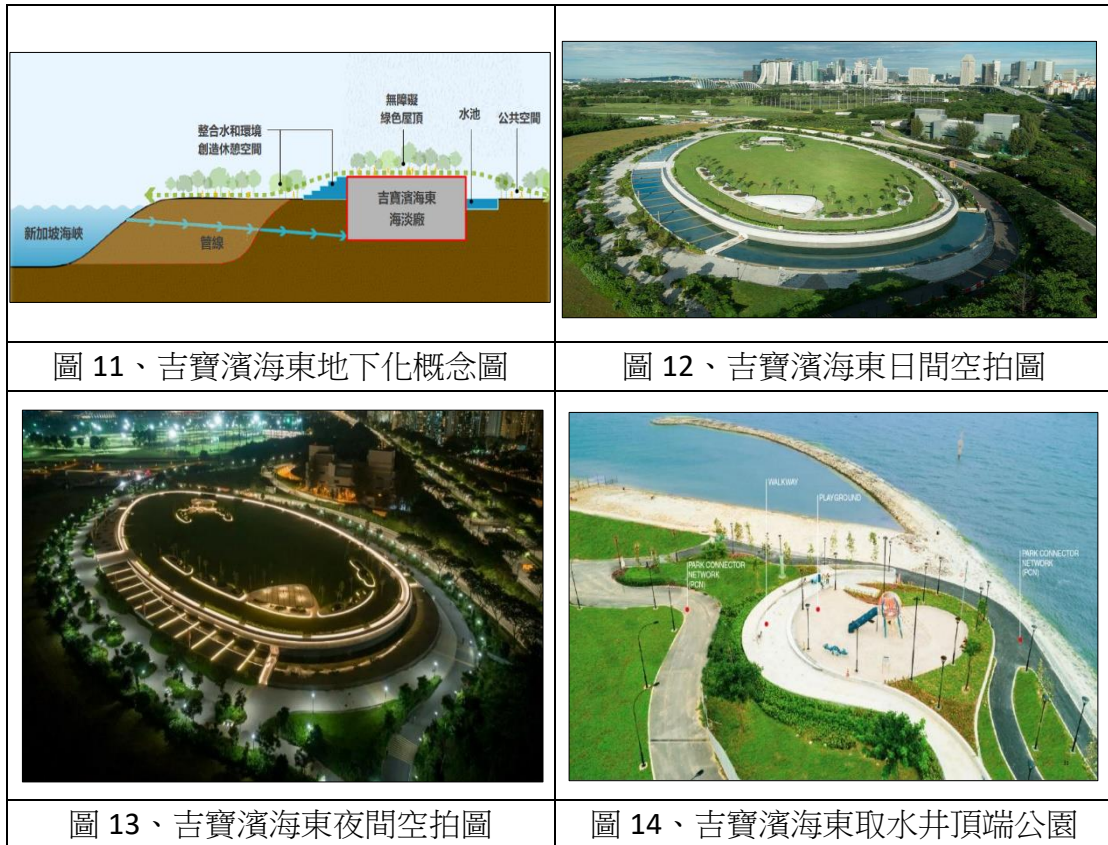 無障礙
綠色屋頂
水池
公共空間
整合水和環境
創造休憩空間
吉寶濱海東
海淡廠
新加坡海峽
管線
圖 11、吉寶濱海東地下化概念圖
圖 12、吉寶濱海東日間空拍圖
WALKWAY
PLAYGROUND
PARK CONNECTOR
NETWORK
(PCN)
PARK CONNECTOR
NETWORK
(PCN)
圖 13、吉寶濱海東夜間空拍圖
圖 14、吉寶濱海東取水井頂端公園